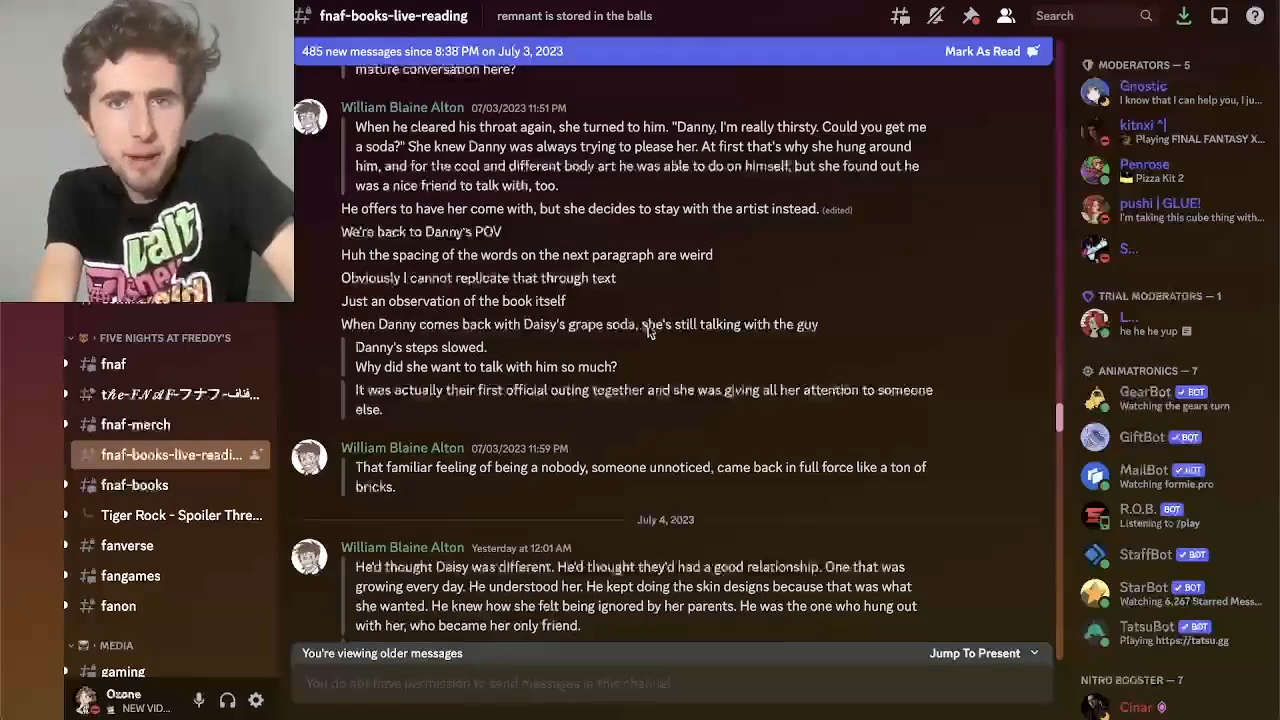 fnaf-books-live-reading
remnant is stored in the balls
Search
485 new messages since 8:38 PM on July 3, 2023
Mark As Read
mature conversation here?
William Blaine Alton 07/03/2023 11:51 PM
When he cleared his throat again, she turned to him. "Danny, I'm really thirsty. Could you get me
a soda?" She knew Danny was always trying to please her. At first that's why she hung around
him, and for the cool and different body art he was able to do on himself, but she found out he
was a nice friend to talk with, too.
He offers to have her come with, but she decides to stay with the artist instead. (edited)
We're back to Danny's POV
Huh the spacing of the words on the next paragraph are weird
Obviously I cannot replicate that through text
Just an observation of the book itself
When Danny comes back with Daisy's grape soda, she's still talking with the guy
Danny's steps slowed.
Why did she want to talk with him so much?
It was actually their first official outing together and she was giving all her attention to someone
else.
William Blaine Alton 07/03/2023 11:59 PM
That familiar feeling of being a nobody, someone unnoticed, came back in full force like a ton of
bricks.
July 4, 2023
William Blaine Alton Yesterday at 12:01 AM
He'd thought Daisy was different. He'd thought they'd had a good relationship. One that was
growing every day. He understood her. He kept doing the skin designs because that was what
she wanted. He knew how she felt being ignored by her parents. He was the one who hung out
with her, who became her only friend.
You're viewing older messages
Jump To Present
You do not have permission to send messages in this channel.
FIVE NIGHTS AT FREDDY'S
fnaf
fnaf-merch
fnaf-books-live-readi...
fnaf-books
Tiger Rock - Spoiler Thre...
fanverse
fangames
fanon
MEDIA
gaming
Ozone
NEW VID...
MODERATORS — 5
Gnostic
I know that I can help you, I ju...
kitnxi ^|
Playing FINAL FANTASY X...
Penrose
Pizza Kit 2
pushi | GLUE!
I'm taking this cube thing with...
S...
TRIAL MODERATORS — 1
L...
he he he yup
ANIMATRONICS — 7
GearBot BOT
Watching the gears turn
GiftBot BOT
MailBot BOT
Watching formie.pro
R.O.B. BOT
Listening to /play
StaffBot BOT
StarBot BOT
Watching 6,267 Starred Mess...
TatsuBot BOT
Playing https://tatsu.gg
NITRO BOOSTER — 7
Cinar